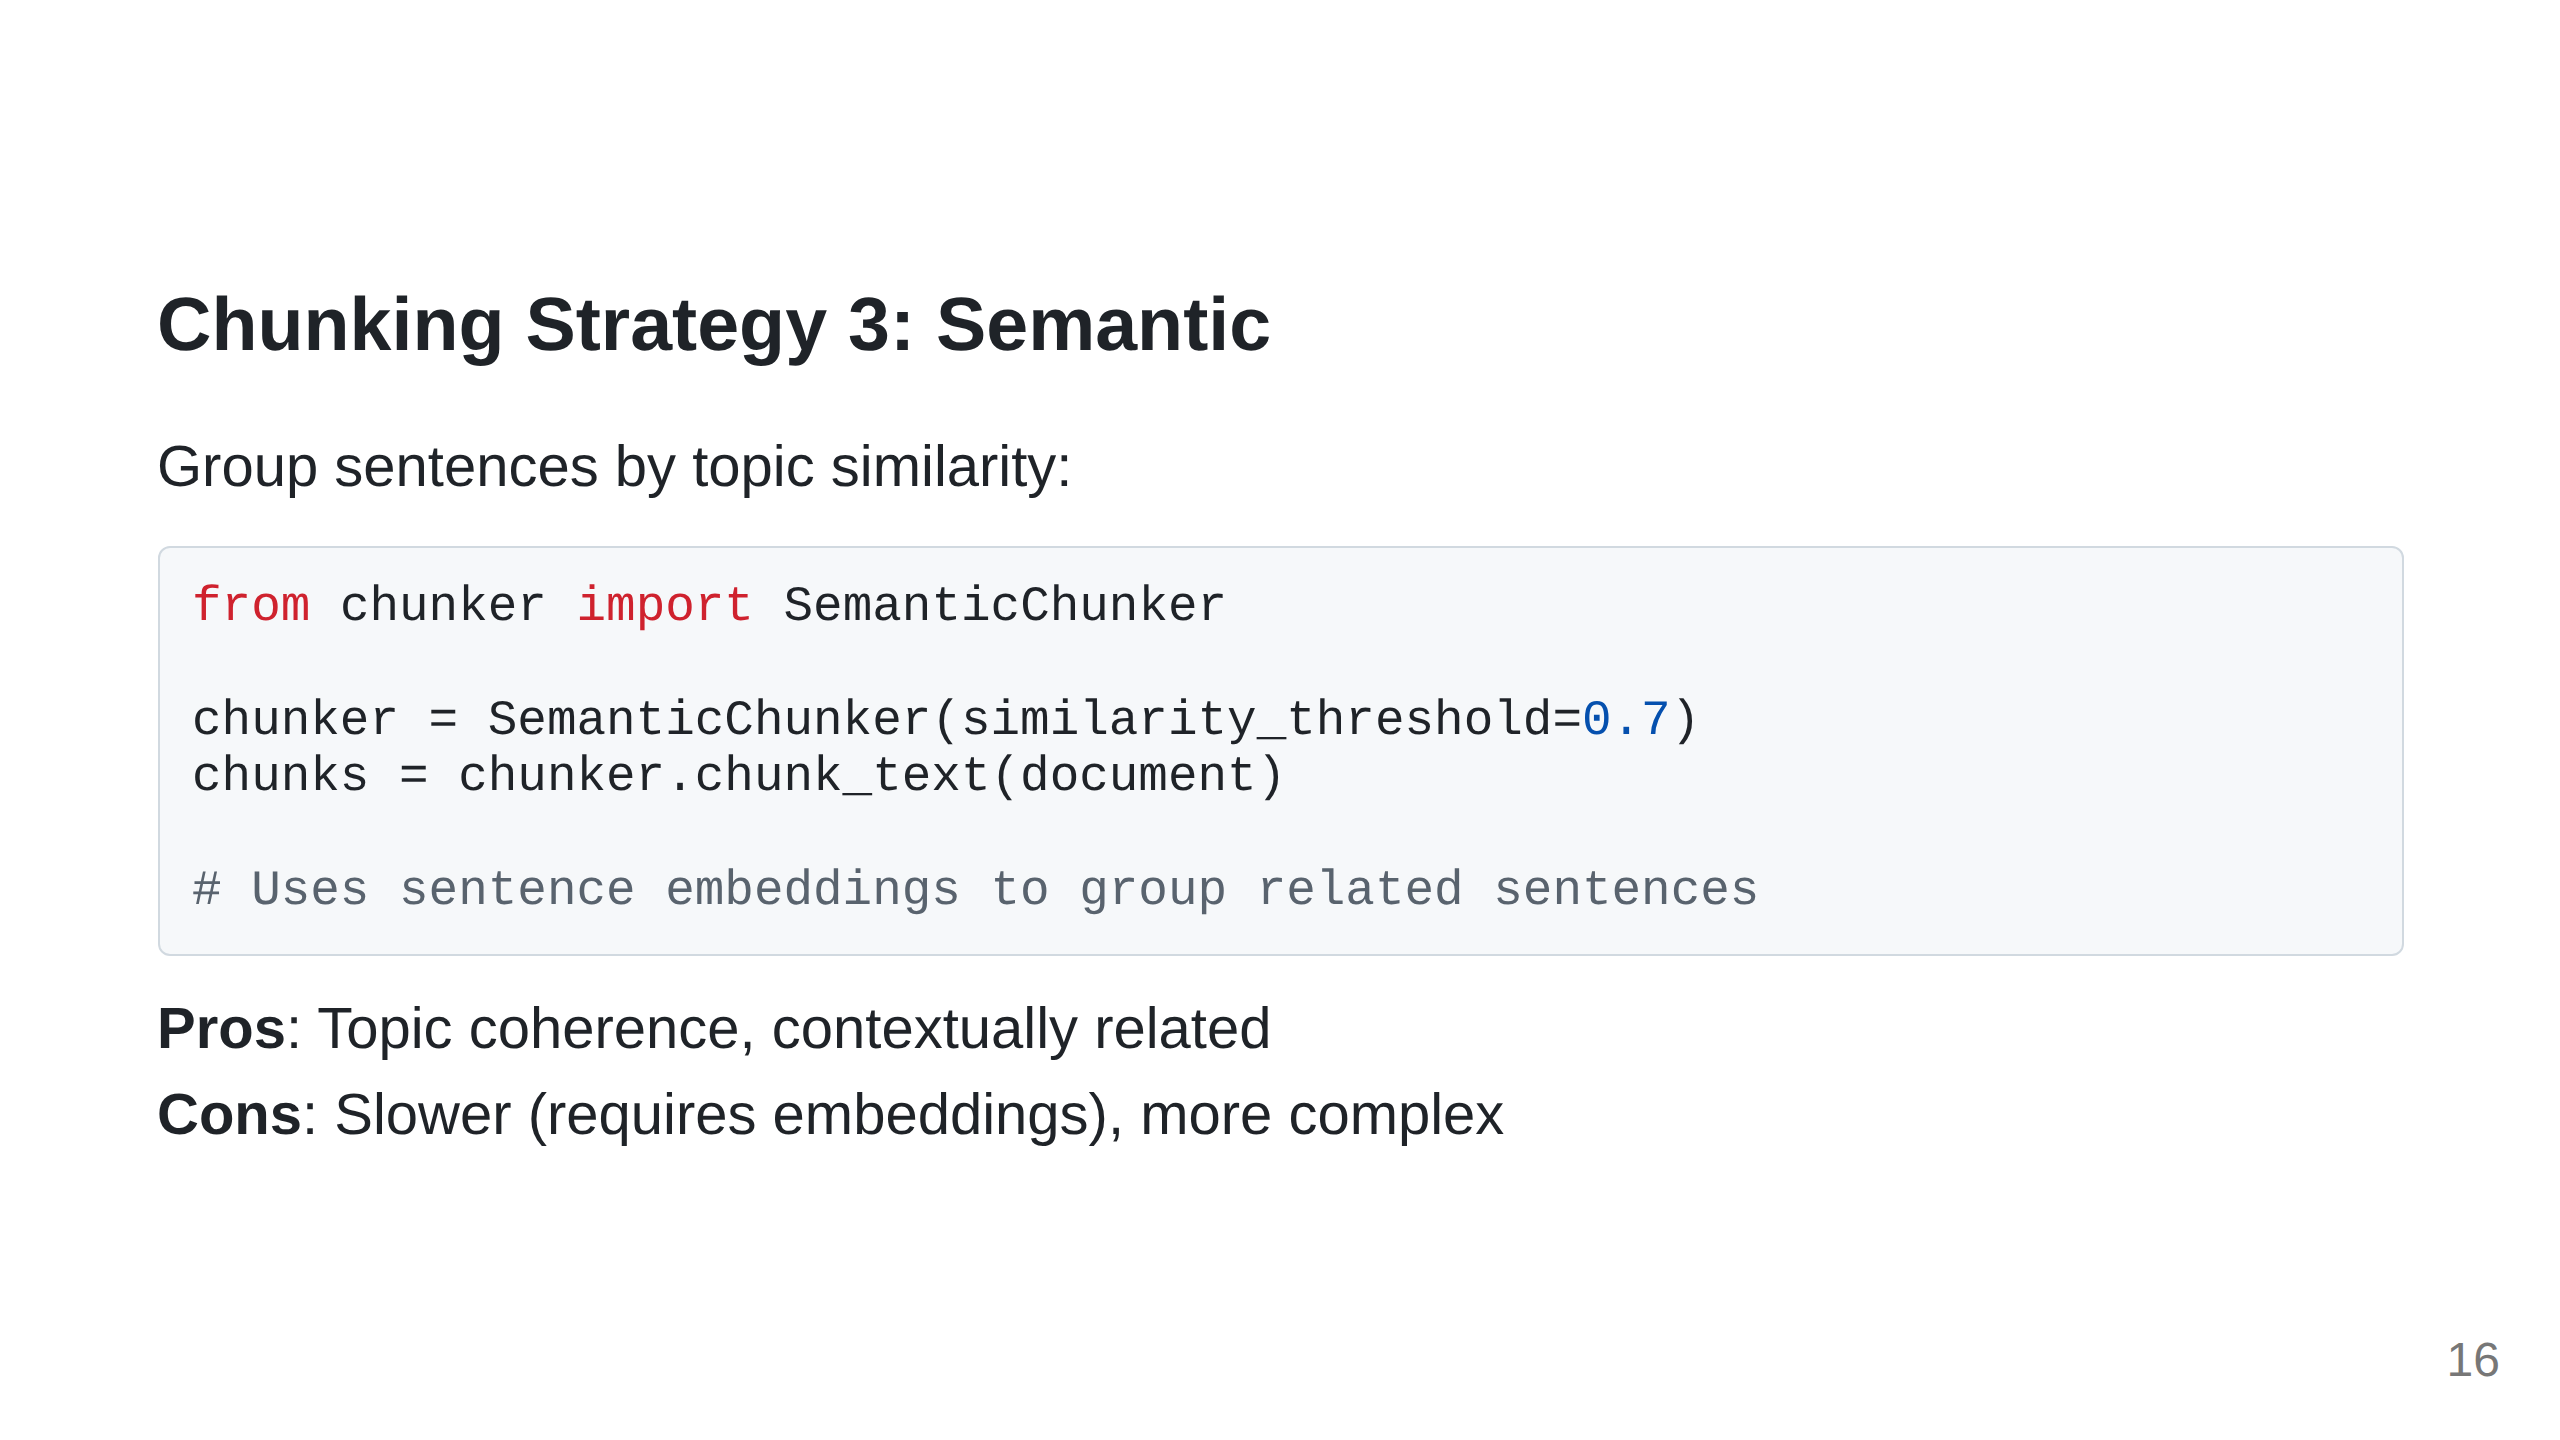 Chunking Strategy 3: Semantic
Group sentences by topic similarity:
from chunker import SemanticChunker
chunker = SemanticChunker(similarity_threshold=0.7)
chunks = chunker.chunk_text(document)
# Uses sentence embeddings to group related sentences
Pros: Topic coherence, contextually related
Cons: Slower (requires embeddings), more complex
16